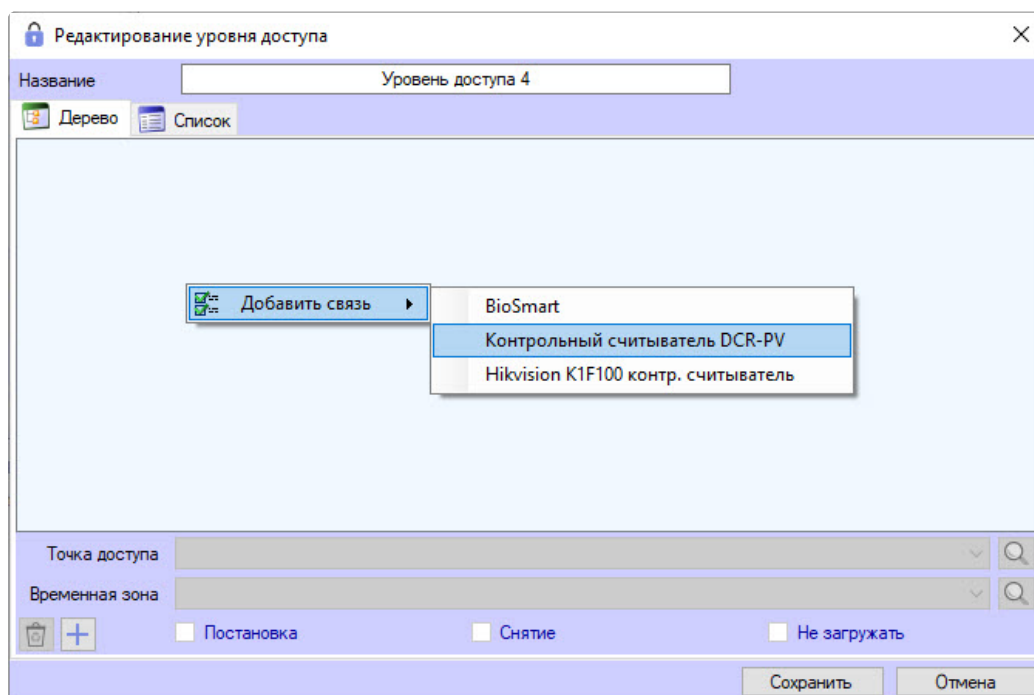 Редактирование уровня доступа
Название
Уровень доступа 4
Дерево
Список
Добавить связь
BioSmart
Контрольный считыватель DCR-PV
Hikvision K1F100 контр. считыватель
Точка доступа
Временная зона
Постановка
Снятие
Не загружать
Сохранить
Отмена